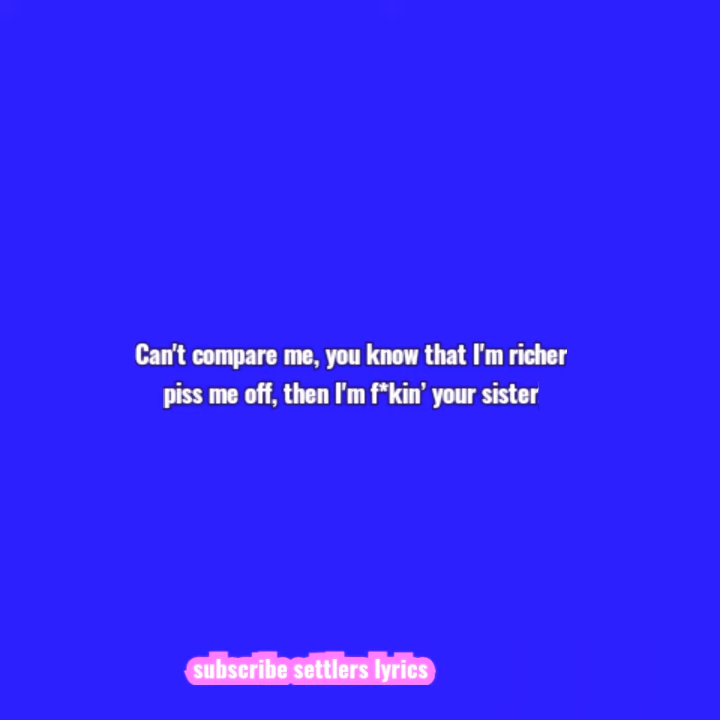 Can't compare me, you know that I'm richer
piss me off, then I'm f*kin’ your sister
subscribe settlers lyrics